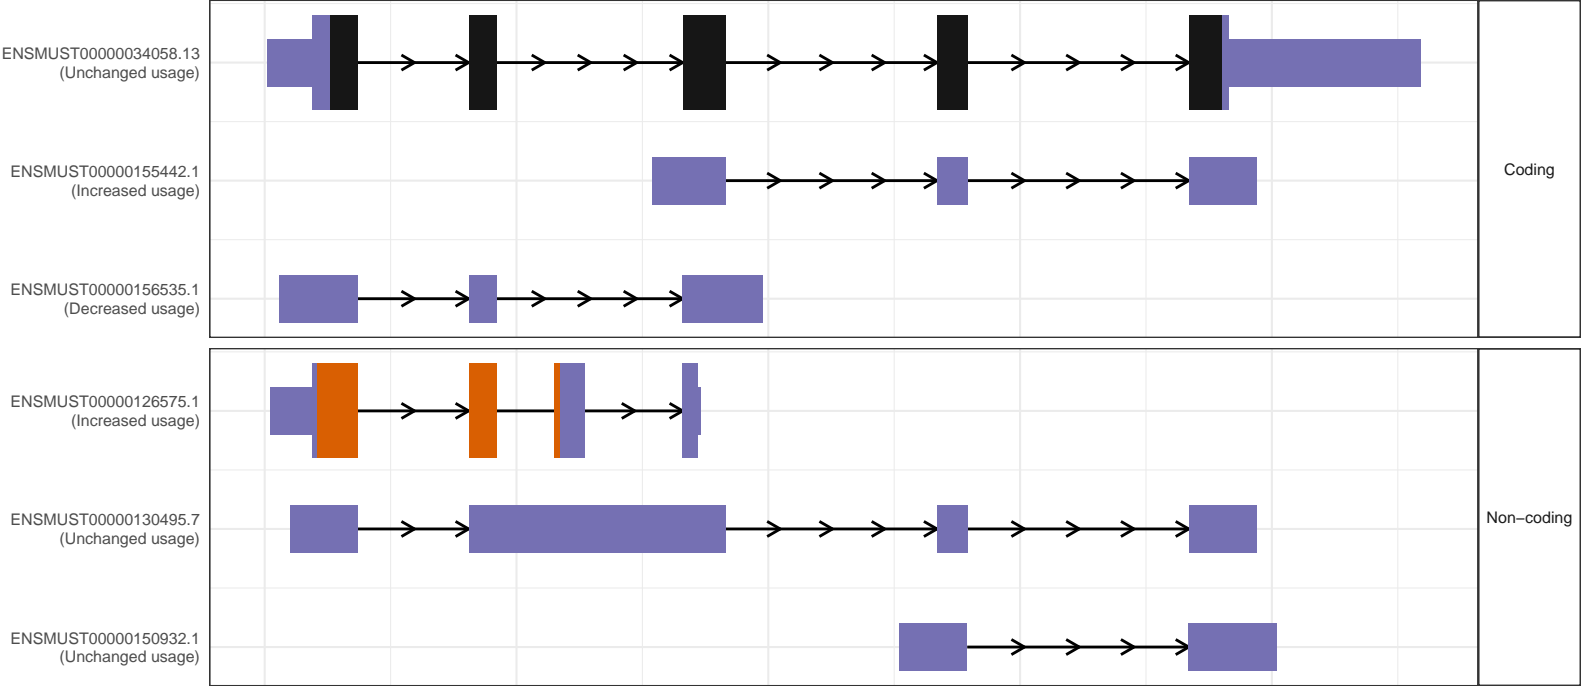 ENSMUST00000034058.13
(Unchanged usage)
ENSMUST00000155442.1
(Increased usage)
ENSMUST00000156535.1
(Decreased usage)
Coding
ENSMUST00000126575.1
(Increased usage)
ENSMUST00000130495.7
(Unchanged usage)
ENSMUST00000150932.1
(Unchanged usage)
Non−coding